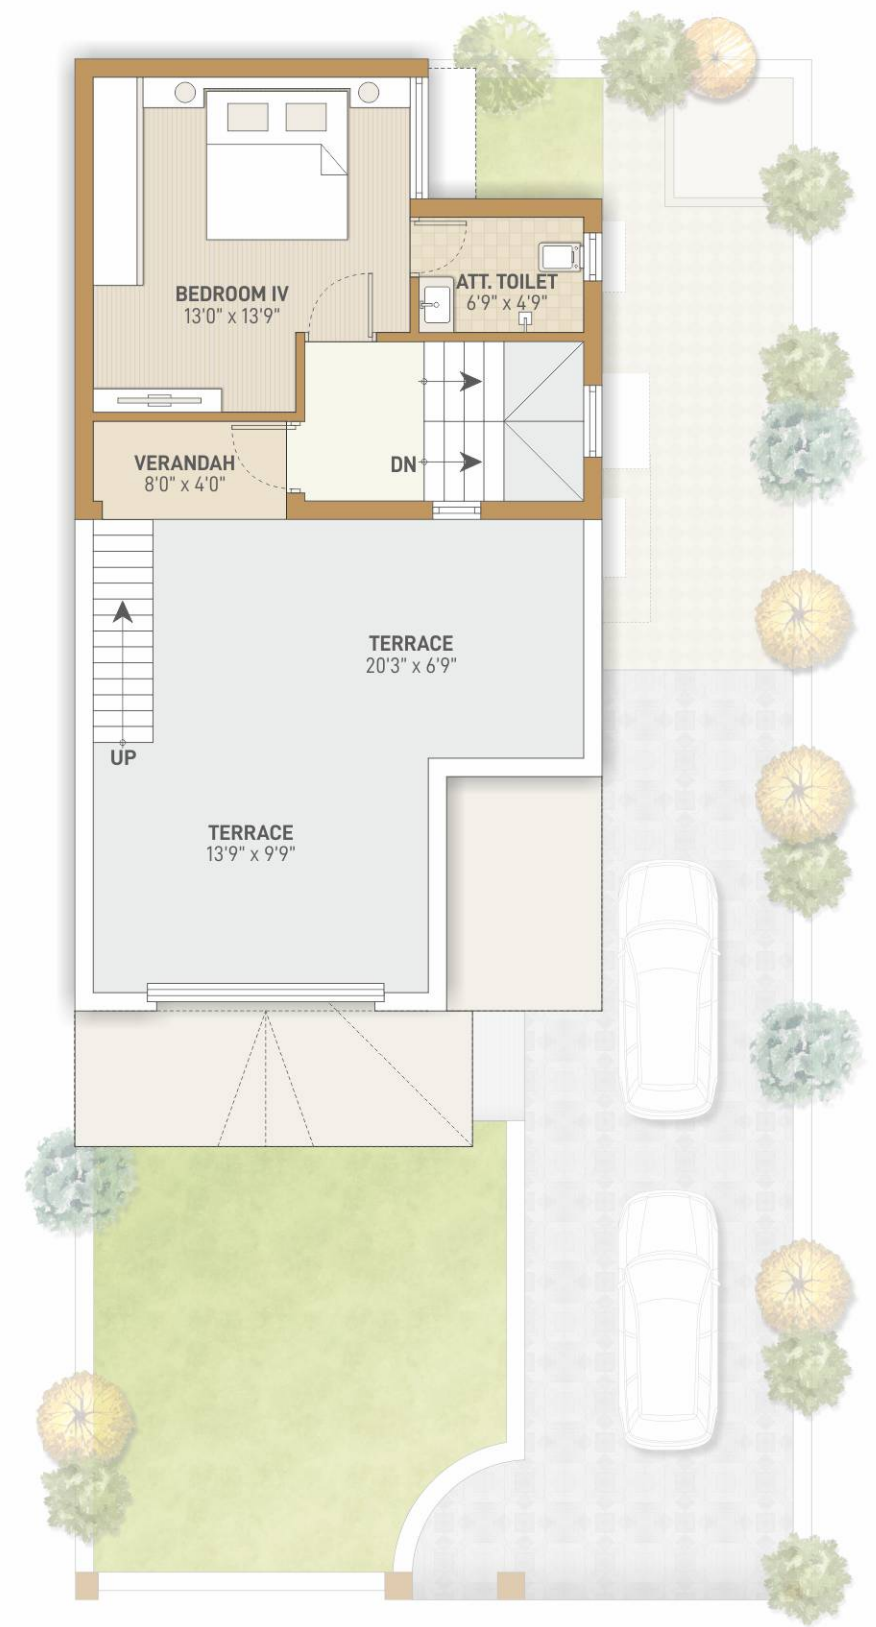 BEDROOM IV
13'0" x 13'9"
ATT. TOILET
6'9" x 4'9"
VERANDAH
8'0" x 4'0"
DN
TERRACE
20'3" x 6'9"
UP
TERRACE
13'9" x 9'9"